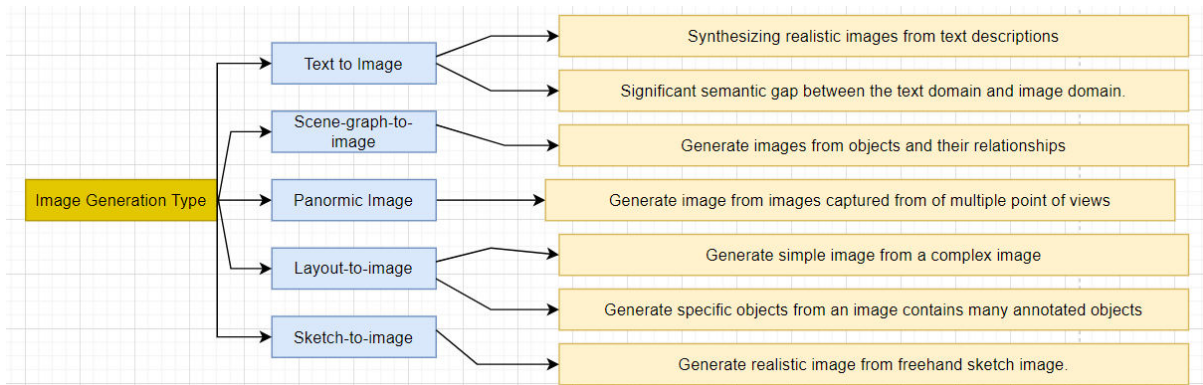 Image Generation Type
Text to Image
Synthesizing realistic images from text descriptions
Significant semantic gap between the text domain and image domain.
Scene-graph-to-
image
Generate images from objects and their relationships
Panormic Image
Generate image from images captured from of multiple point of views
Layout-to-image
Generate simple image from a complex image
Generate specific objects from an image contains many annotated objects
Sketch-to-image
Generate realistic image from freehand sketch image.